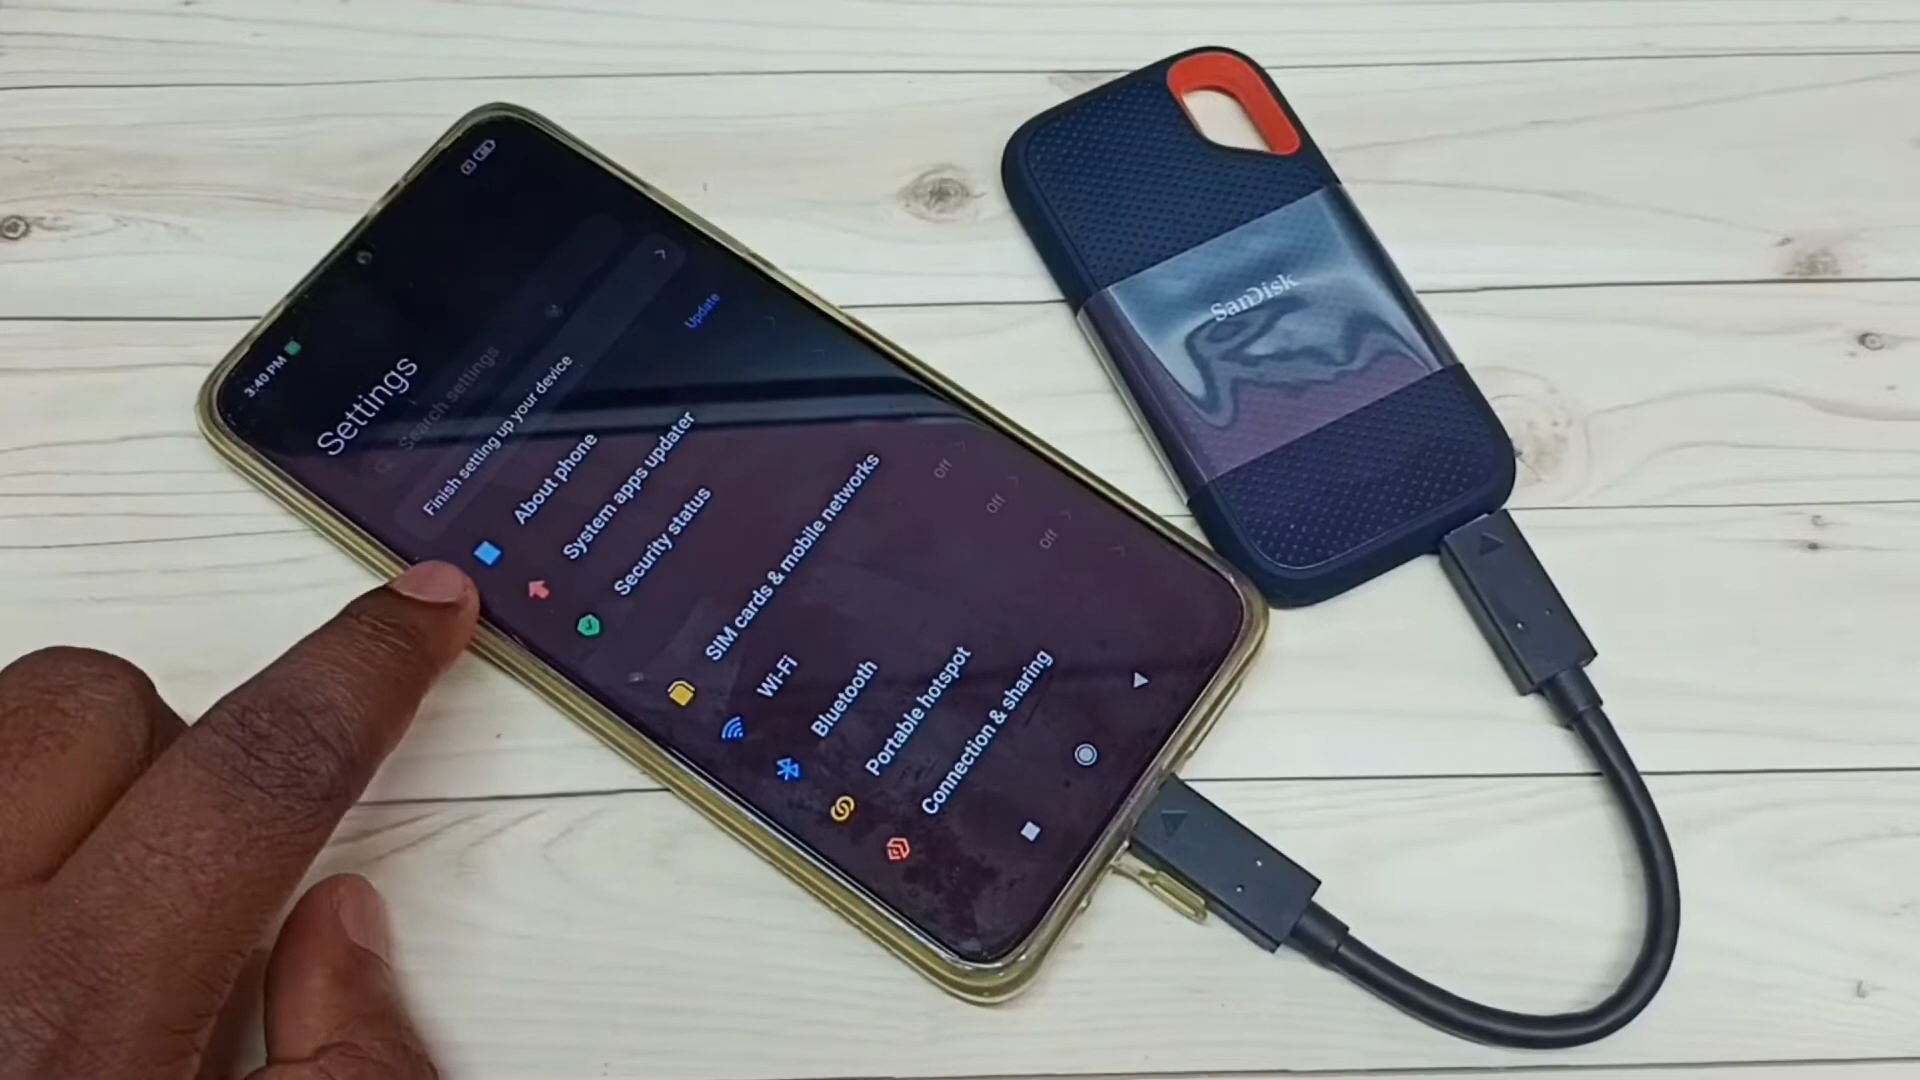 3:40 PM
Settings
Search settings
Finish setting up your device
About phone
Update
System apps updater
Security status
SIM cards & mobile networks
Wi-Fi
Off
Bluetooth
Off
Portable hotspot
Off
Connection & sharing
SanDisk